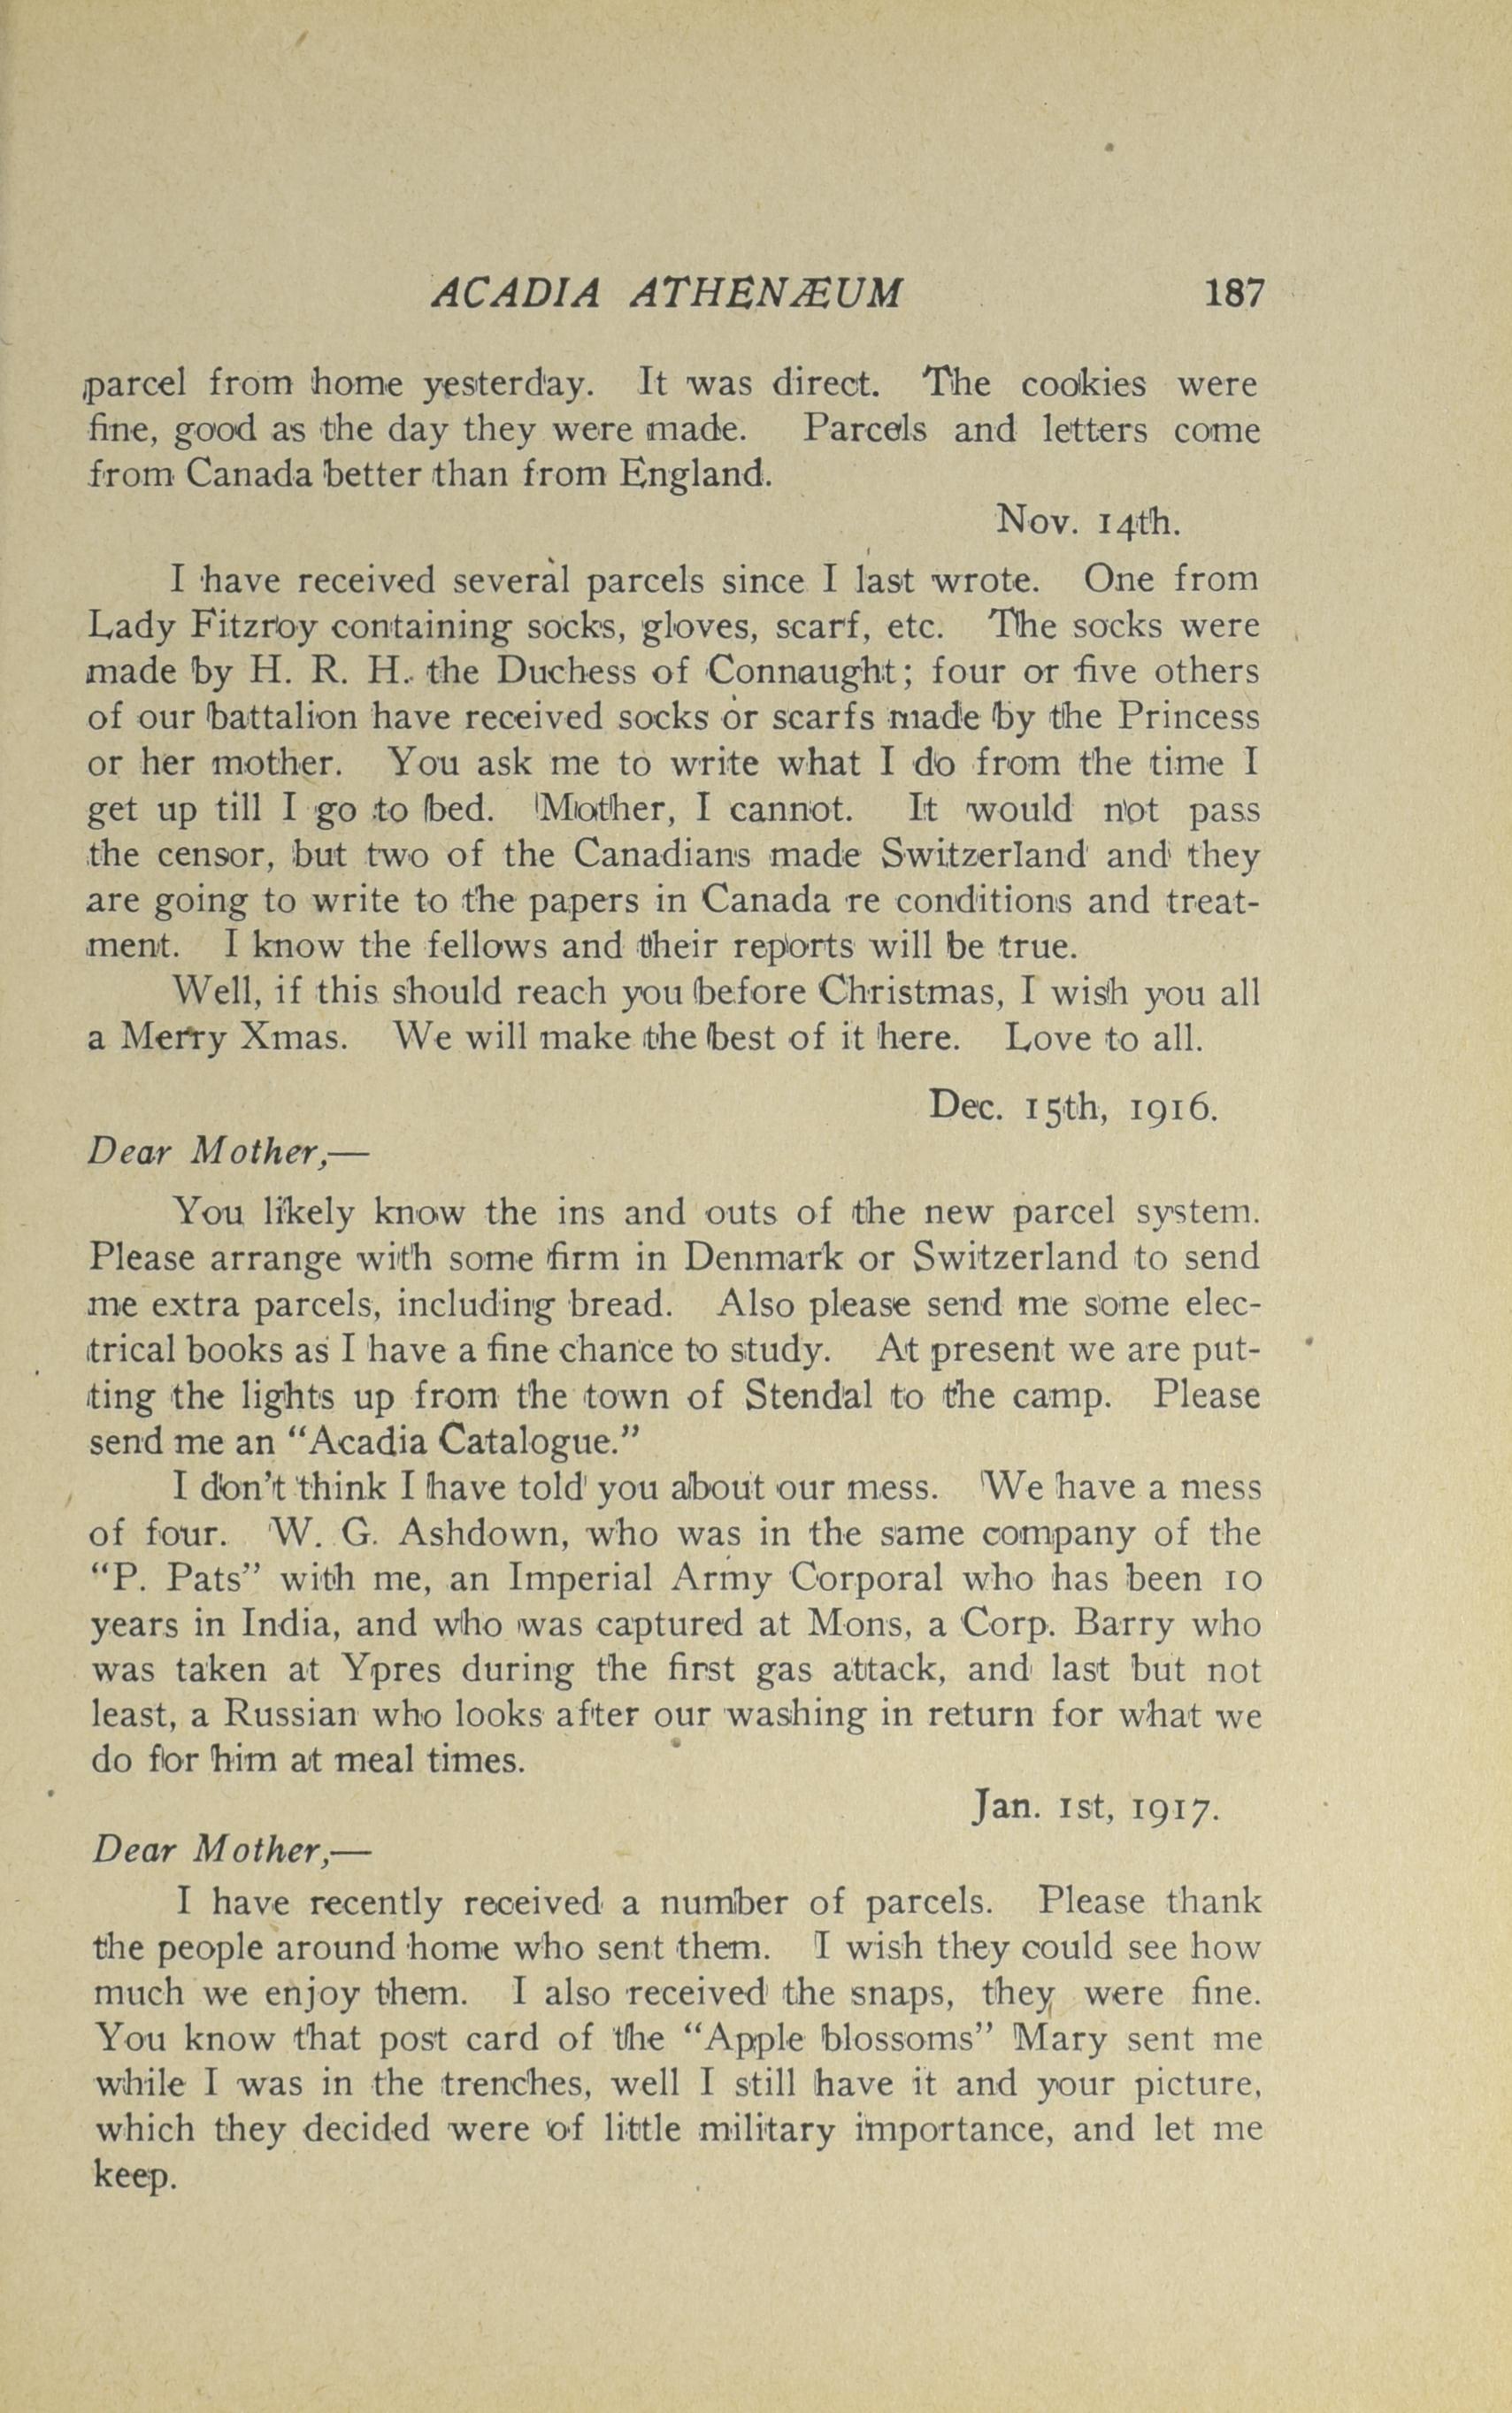 ACADIA ATHENÆUM 187
parcel from home yesterday. It was direct. The cookies were
fine, good as the day they were made. Parcels and letters come
from Canada better than from England.
Nov. 14th.
I have received several parcels since I last wrote. One from
Lady Fitzroy containing socks, gloves, scarf, etc. The socks were
made by H. R. H. the Duchess of Connaught; four or five others
of our battalion have received socks or scarfs made by the Princess
or her mother. You ask me to write what I do from the time I
get up till I go to bed. Mother, I cannot. It would not pass
the censor, but two of the Canadians made Switzerland and they
are going to write to the papers in Canada re conditions and treat-
ment. I know the fellows and their reports will be true.
Well, if this should reach you before Christmas, I wish you all
a Merry Xmas. We will make the best of it here. Love to all.
Dec. 15th, 1916.
Dear Mother,—
You likely know the ins and outs of the new parcel system.
Please arrange with some firm in Denmark or Switzerland to send
me extra parcels, including bread. Also please send me some elec-
trical books as I have a fine chance to study. At present we are put-
ting the lights up from the town of Stendal to the camp. Please
send me an "Acadia Catalogue."
I don't think I have told you about our mess. We have a mess
of four. W. G. Ashdown, who was in the same company of the
"P. Pats" with me, an Imperial Army Corporal who has been 10
years in India, and who was captured at Mons, a Corp. Barry who
was taken at Ypres during the first gas attack, and last but not
least, a Russian who looks after our washing in return for what we
do for him at meal times.
Jan. 1st, 1917.
Dear Mother,—
I have recently received a number of parcels. Please thank
the people around home who sent them. I wish they could see how
much we enjoy them. I also received the snaps, they were fine.
You know that post card of the "Apple blossoms" Mary sent me
while I was in the trenches, well I still have it and your picture,
which they decided were of little military importance, and let me
keep.